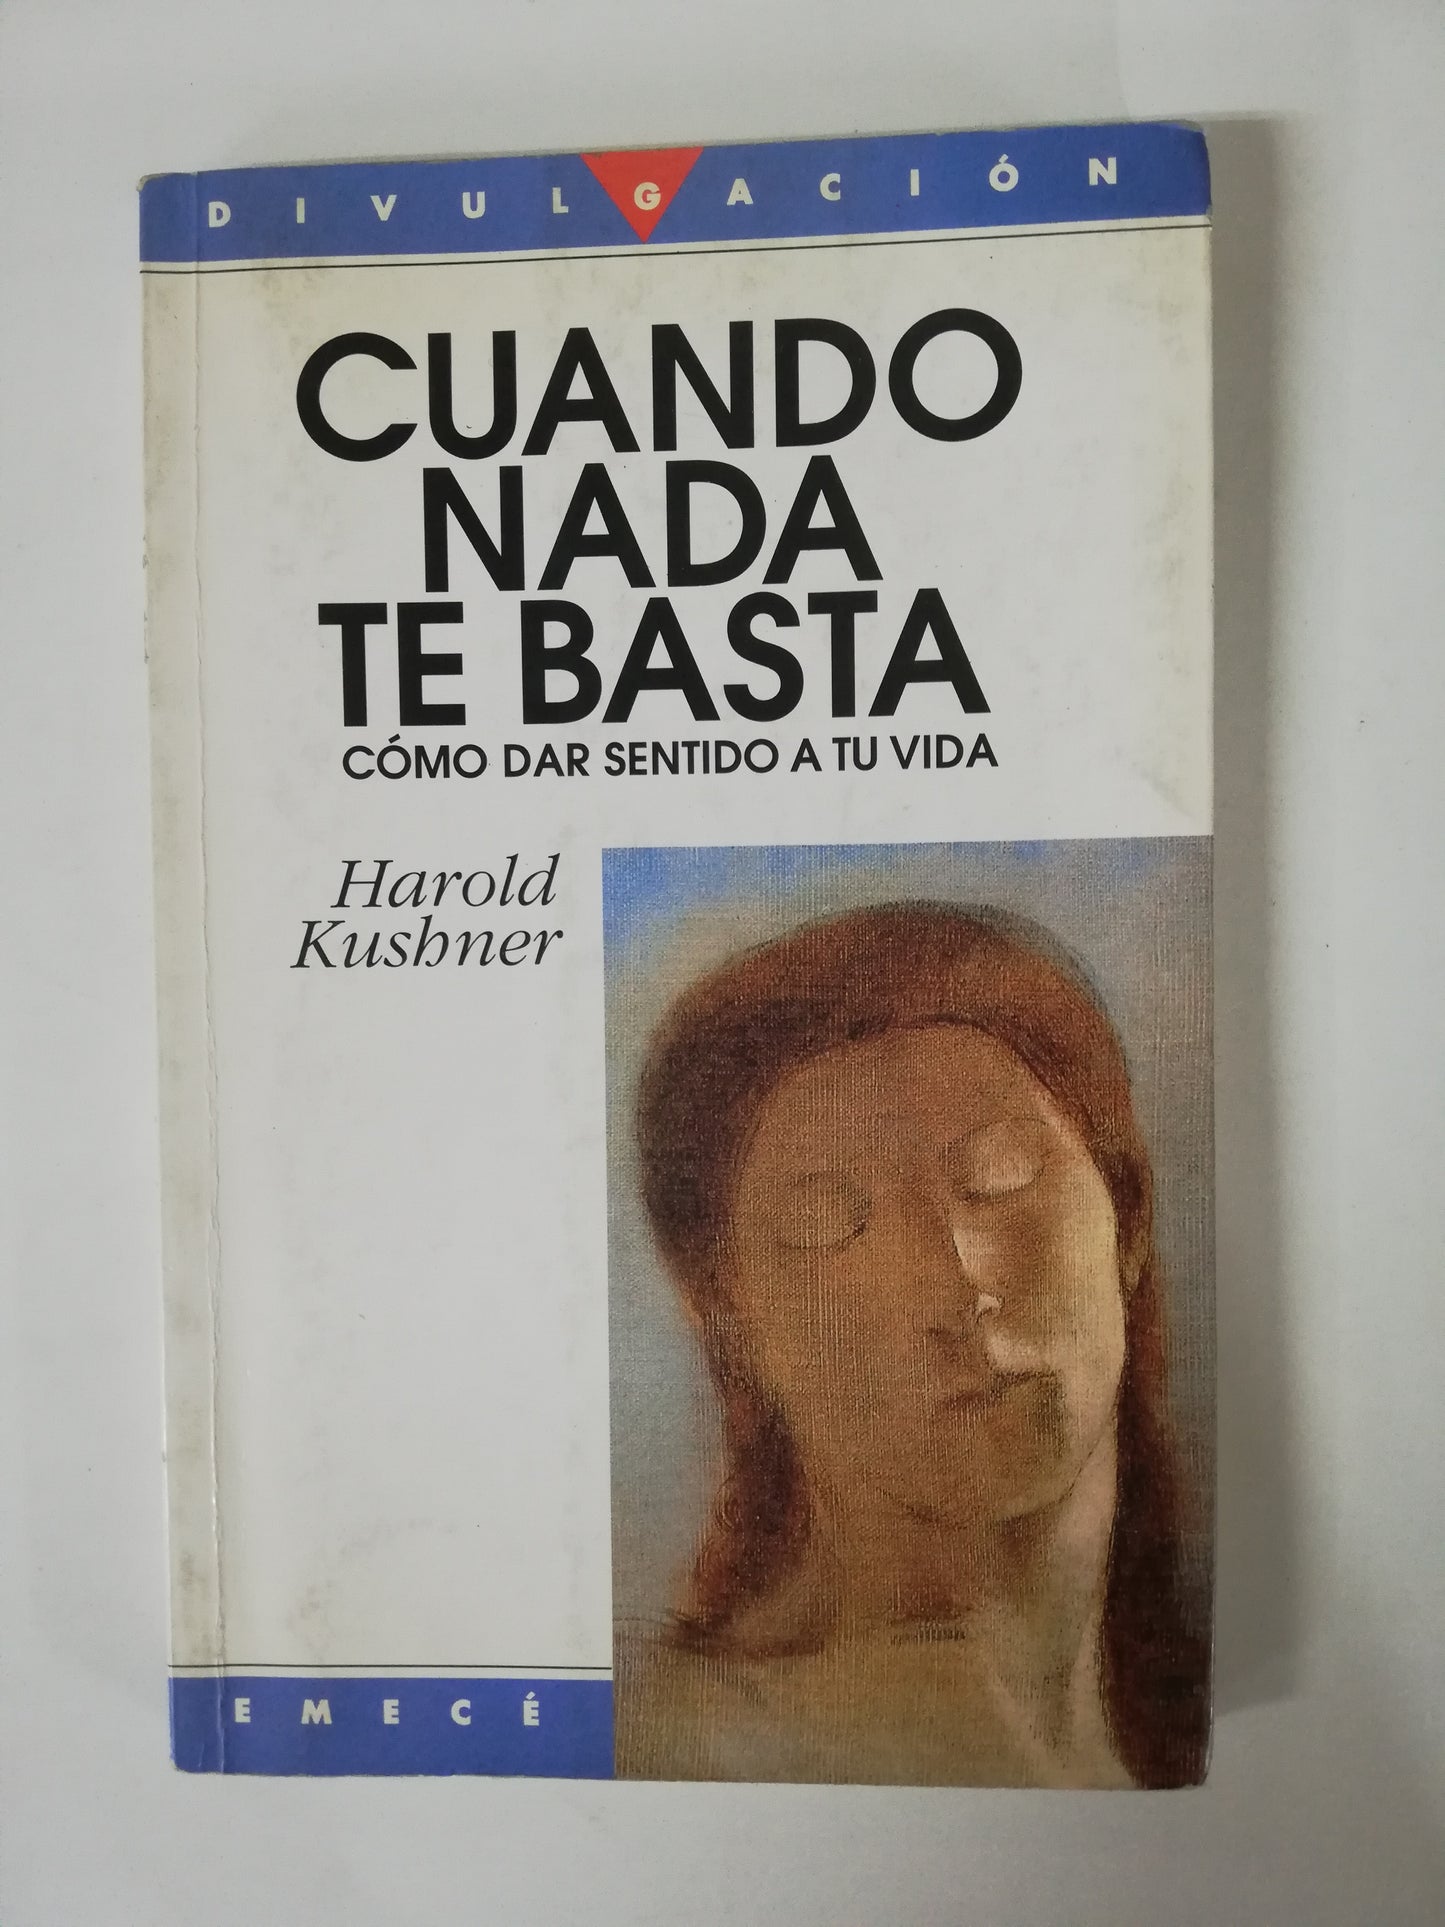 DIVULGACIÓN
CUANDO
NADA
TE BASTA
CÓMO DAR SENTIDO A TU VIDA
Harold
Kushner
EMECÉ